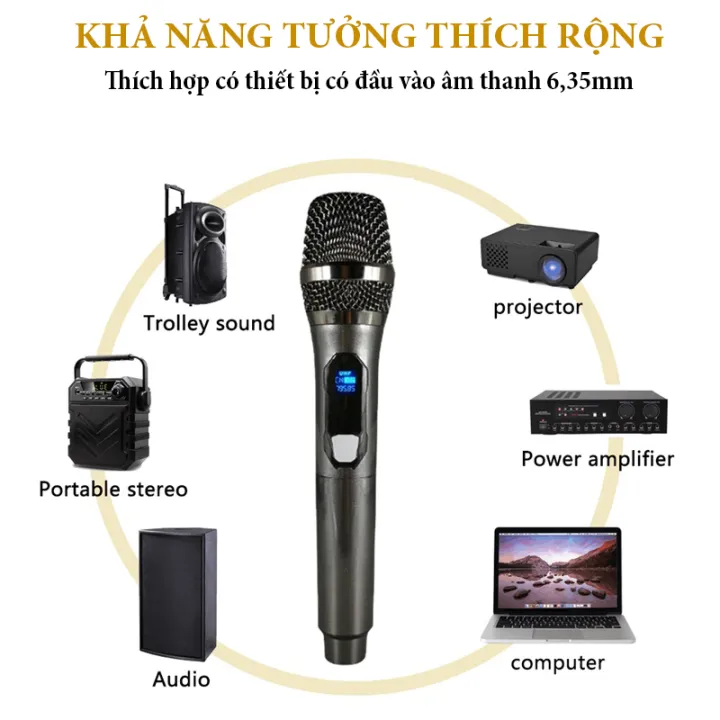 KHẢ NĂNG TƯỞNG THÍCH RỘNG
Thích hợp có thiết bị có đầu vào âm thanh 6,35mm
Trolley sound
projector
UHF
Portable stereo
Power amplifier
Audio
computer